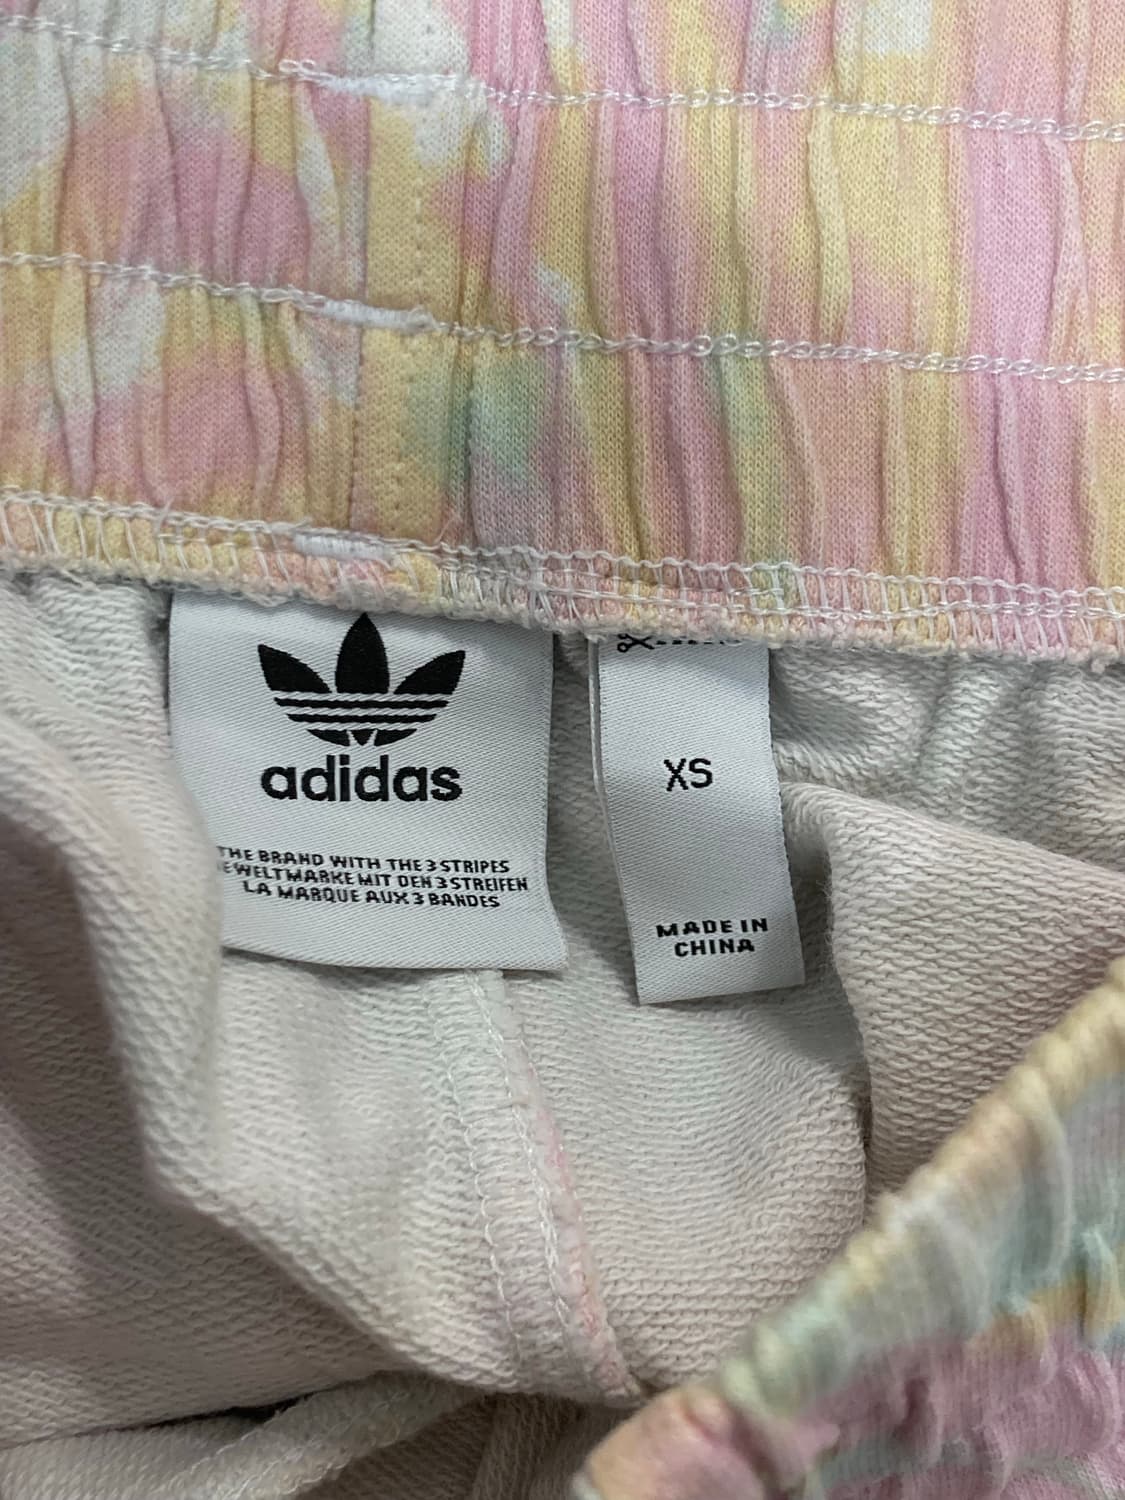 adidas
THE BRAND WITH THE 3 STRIPES
WELTMARKE MIT DEN 3 STREIFEN
LA MARQUE AUX 3 BANDES
XS
MADE IN
CHINA